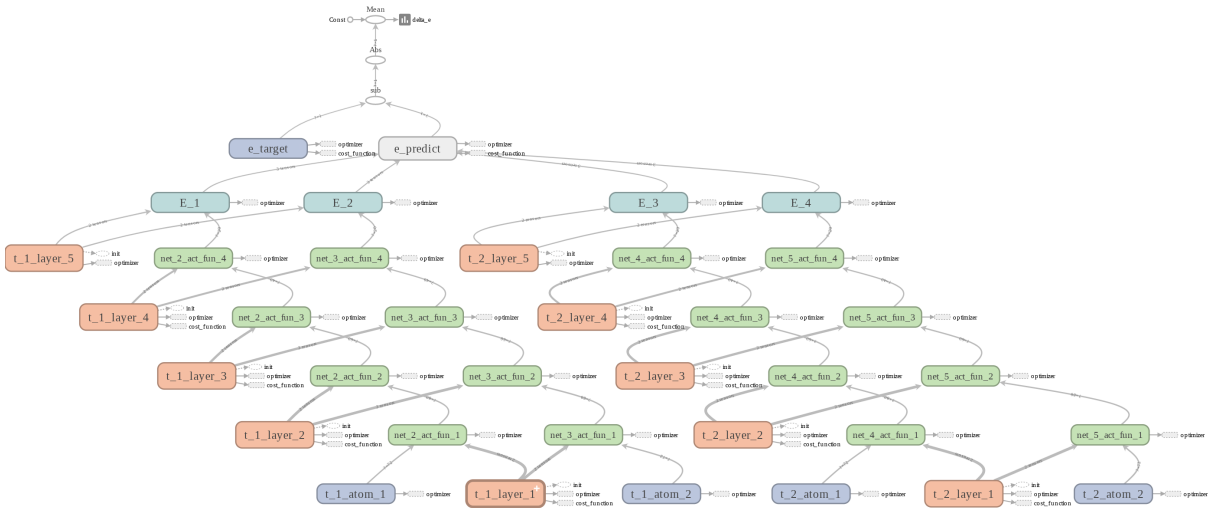 Mean
Const
delta_e
Abs
sub
e_target
optimizer
cost_function
e_predict
optimizer
cost_function
E_1
optimizer
E_2
optimizer
E_3
optimizer
E_4
optimizer
t_1_layer_5
init
optimizer
net_2_act_fun_4
optimizer
net_3_act_fun_4
optimizer
t_2_layer_5
init
optimizer
net_4_act_fun_4
optimizer
net_5_act_fun_4
optimizer
t_1_layer_4
init
optimizer
cost_function
net_2_act_fun_3
optimizer
net_3_act_fun_3
optimizer
t_2_layer_4
init
optimizer
cost_function
net_4_act_fun_3
optimizer
net_5_act_fun_3
optimizer
t_1_layer_3
init
optimizer
cost_function
net_2_act_fun_2
optimizer
net_3_act_fun_2
optimizer
t_2_layer_3
init
optimizer
cost_function
net_4_act_fun_2
optimizer
net_5_act_fun_2
optimizer
t_1_layer_2
init
optimizer
cost_function
net_2_act_fun_1
optimizer
net_3_act_fun_1
optimizer
t_2_layer_2
init
optimizer
cost_function
net_4_act_fun_1
optimizer
net_5_act_fun_1
optimizer
t_1_atom_1
optimizer
t_1_layer_1
init
optimizer
cost_function
t_1_atom_2
optimizer
t_2_atom_1
optimizer
t_2_layer_1
init
optimizer
cost_function
t_2_atom_2
optimizer